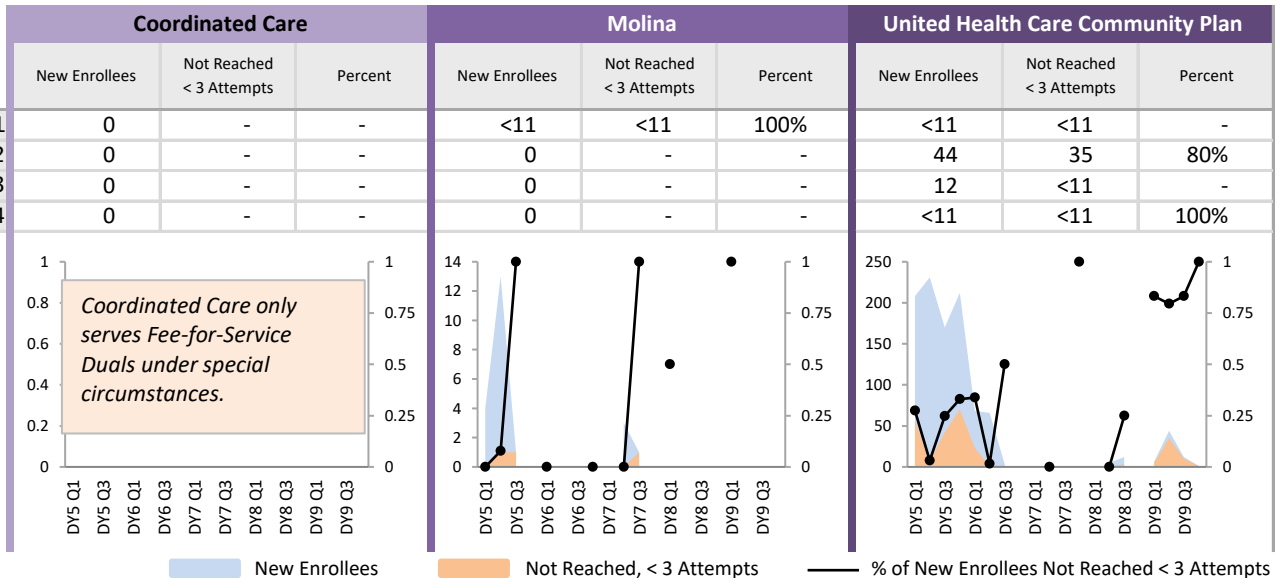 Coordinated Care Molina United Health Care Community Plan
New Enrollees Not Reached < 3 Attempts Percent New Enrollees Not Reached < 3 Attempts Percent New Enrollees Not Reached < 3 Attempts Percent
1 0 - - <11 <11 100% <11 <11 -
2 0 - - 0 - - 44 35 80%
3 0 - - 0 - - 12 <11 -
4 0 - - 0 - - <11 <11 100%
1
0.8
0.6
0.4
0.2
0
Coordinated Care only
serves Fee-for-Service
Duals under special
circumstances.
1
0.75
0.5
0.25
0
DY5 Q1
DY5 Q3
DY6 Q1
DY6 Q3
DY7 Q1
DY7 Q3
DY8 Q1
DY8 Q3
DY9 Q1
DY9 Q3
14
12
10
8
6
4
2
0
1
0.75
0.5
0.25
0
DY5 Q1
DY5 Q3
DY6 Q1
DY6 Q3
DY7 Q1
DY7 Q3
DY8 Q1
DY8 Q3
DY9 Q1
DY9 Q3
250
200
150
100
50
0
1
0.75
0.5
0.25
0
DY5 Q1
DY5 Q3
DY6 Q1
DY6 Q3
DY7 Q1
DY7 Q3
DY8 Q1
DY8 Q3
DY9 Q1
DY9 Q3
New Enrollees Not Reached, < 3 Attempts % of New Enrollees Not Reached < 3 Attempts